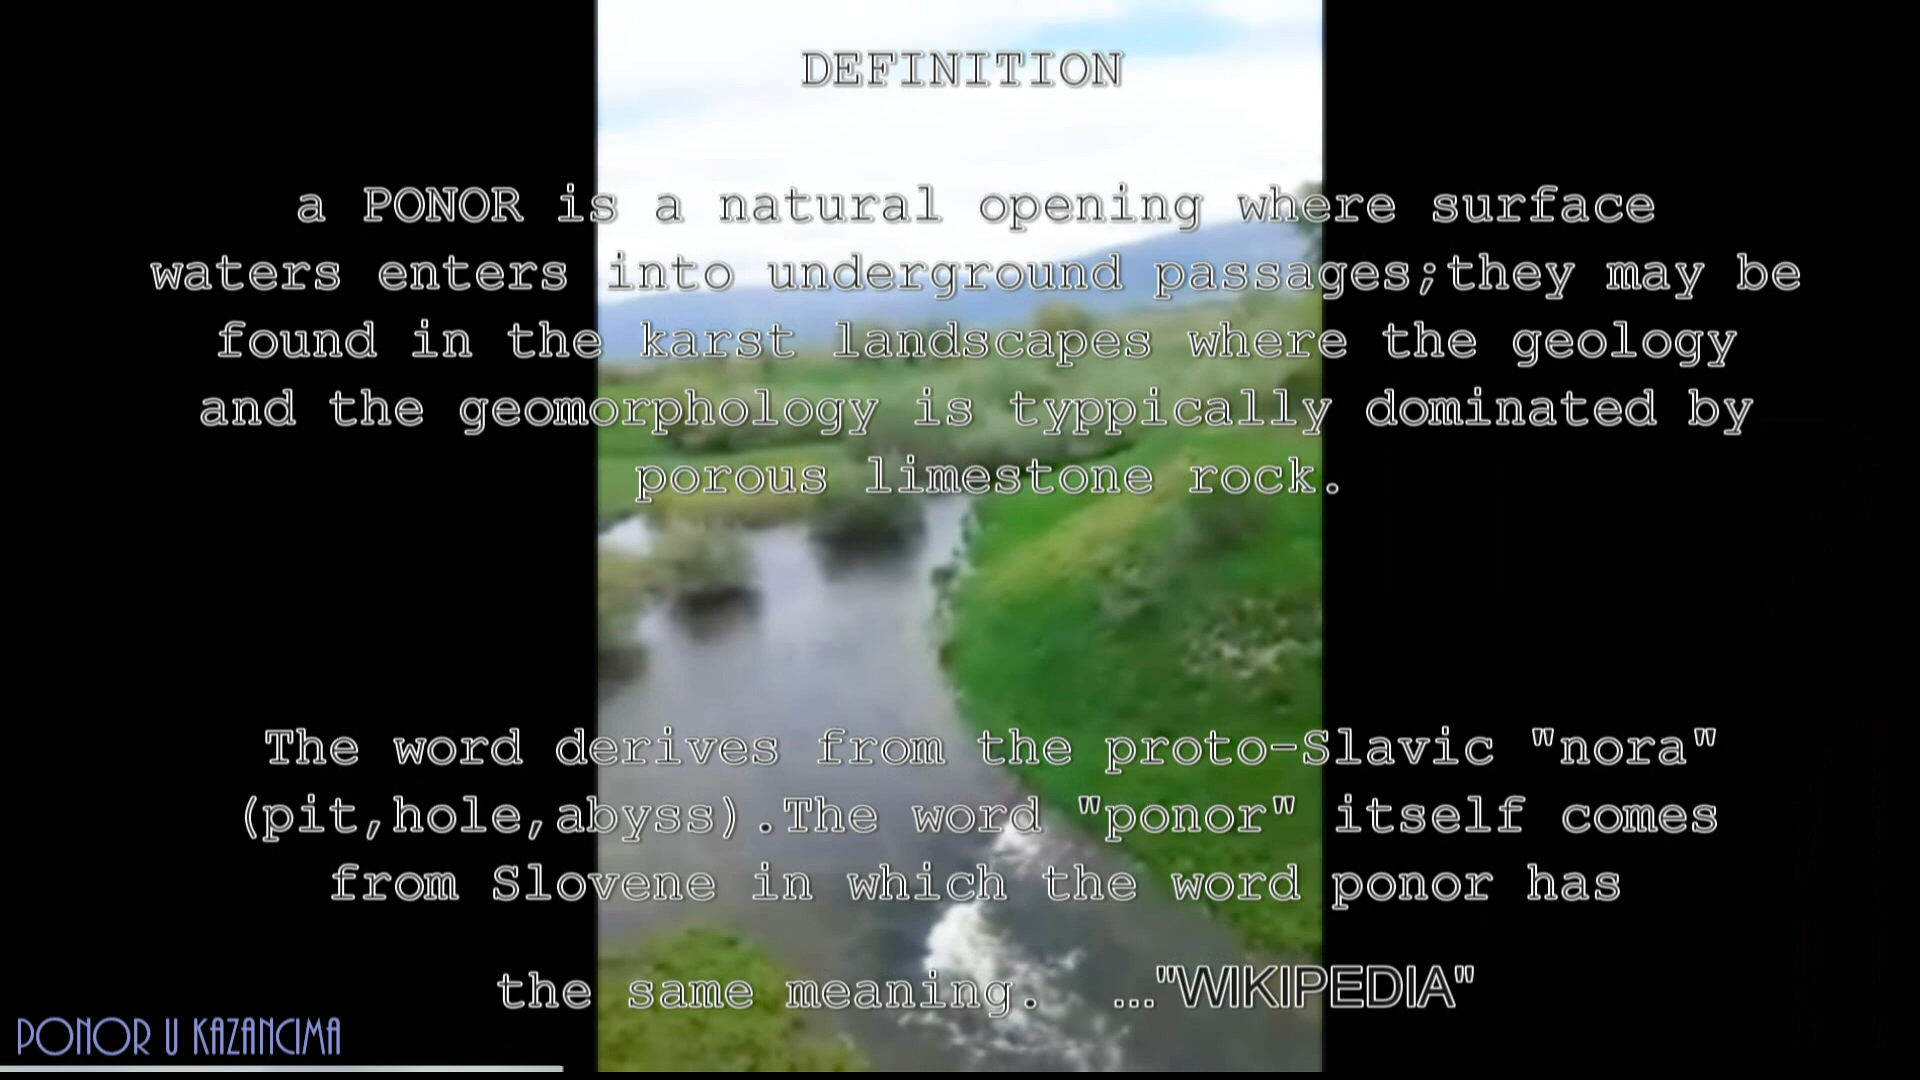 DEFINITION
a PONOR is a natural opening where surface
waters enters into underground passages;they may be
found in the karst landscapes where the geology
and the geomorphology is typpically dominated by
porous limestone rock.
The word derives from the proto-Slavic "nora"
(pit,hole,abyss).The word "ponor" itself comes
from Slovene in which the word ponor has
the same meaning. ..."WIKIPEDIA"
PONOR U KAZANCIMA